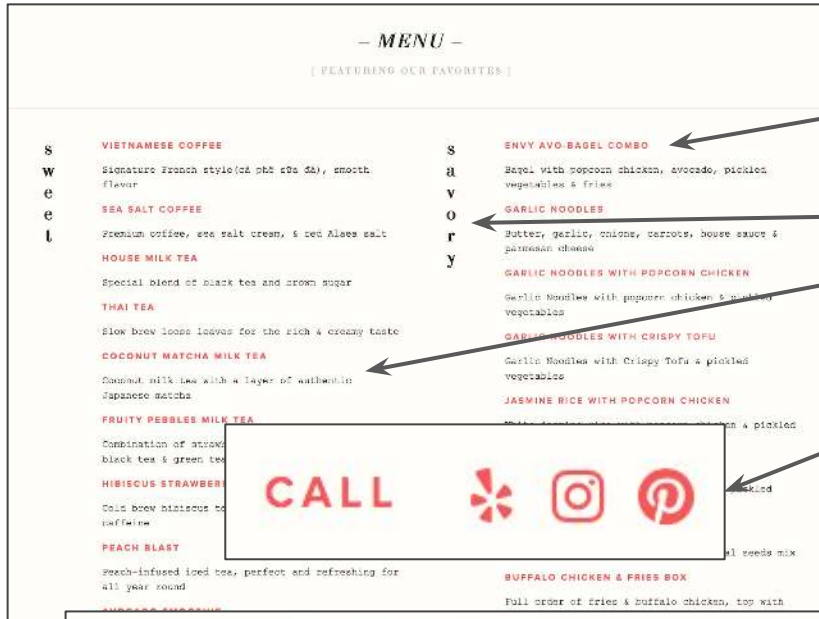 – MENU –
[ FEATURING OUR FAVORITES ]
sweet
VIETNAMESE COFFEE
Signature French style(cà phê sữa đá), smooth
flavor
SEA SALT COFFEE
Premium coffee, sea salt cream, & red Alaea salt
HOUSE MILK TEA
Special blend of black tea and brown sugar
THAI TEA
Slow brew loose leaves for the rich & creamy taste
COCONUT MATCHA MILK TEA
Coconut milk tea with a layer of authentic
Japanese matcha
FRUITY PEBBLES MILK TEA
Combination of
black tea & green tea
HIBISCUS
Cold brew hibiscus
caffeine
PEACH BLAST
Peach-infused iced tea, perfect and refreshing for
all year round
savory
ENVY AVO-BAGEL COMBO
Bagel with popcorn chicken, avocado, pickled
vegetables & fries
GARLIC NOODLES
Butter, garlic, onions, carrots, house sauce &
parmesan cheese
GARLIC NOODLES WITH POPCORN CHICKEN
Garlic Noodles with popcorn chicken & pickled
vegetables
GARLIC NOODLES WITH CRISPY TOFU
Garlic Noodles with Crispy Tofu & pickled
vegetables
JASMINE RICE WITH POPCORN CHICKEN
& pickled
seeds mix
BUFFALO CHICKEN & FRIES BOX
Full order of fries & buffalo chicken, top with
CALL